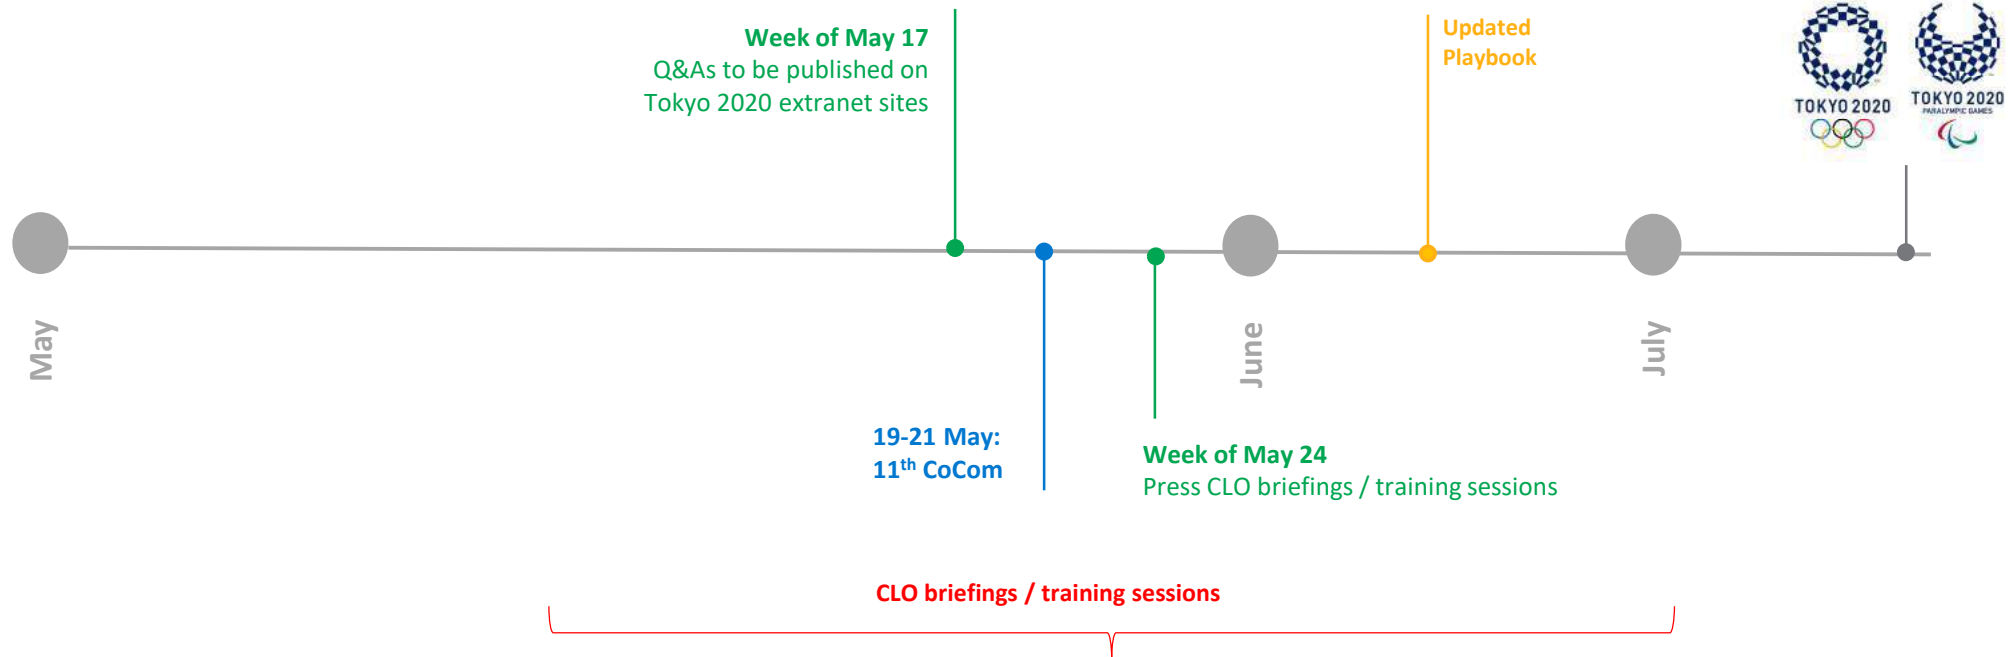 Week of May 17
Q&As to be published on
Tokyo 2020 extranet sites
Updated
Playbook
TOKYO 2020
TOKYO 2020
PARALYMPIC GAMES
May
June
July
19-21 May:
11th CoCom
Week of May 24
Press CLO briefings / training sessions
CLO briefings / training sessions